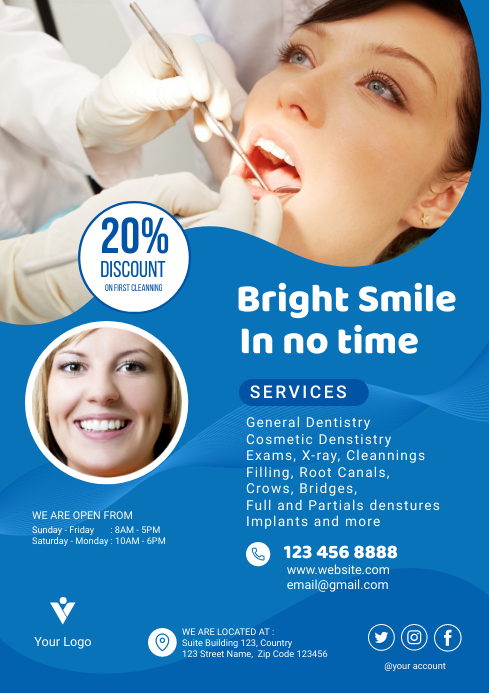 20%
DISCOUNT
ON FIRST CLEANNING
Bright Smile
In no time
SERVICES
General Dentistry
Cosmetic Denstistry
Exams, X-ray, Cleannings
Filling, Root Canals,
Crows, Bridges,
Full and Partials denstures
Implants and more
WE ARE OPEN FROM
Sunday - Friday : 8AM - 5PM
Saturday - Monday : 10AM - 6PM
123 456 8888
www.website.com
email@gmail.com
Your Logo
WE ARE LOCATED AT :
Suite Building 123, Country
123 Street Name, Zip Code 123456
@your account